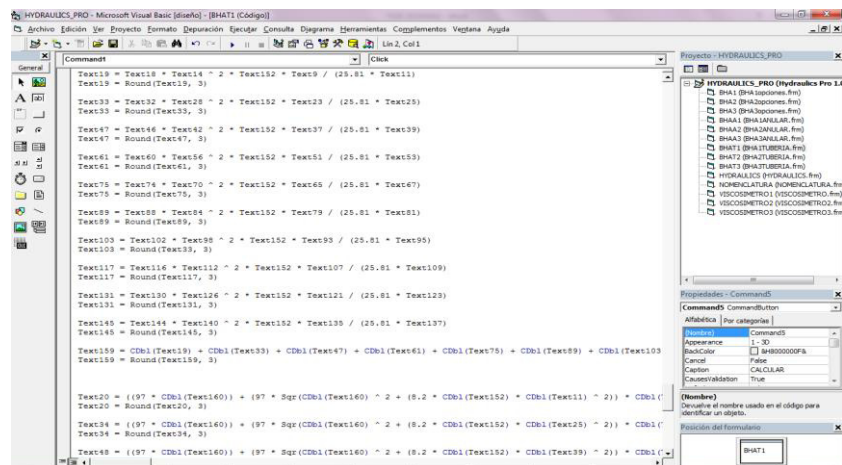 HYDRAULICS_PRO - Microsoft Visual Basic [diseño] - [BHAT1 (Código)]
Archivo Edición Ver Proyecto Formato Depuración Ejecutar Consulta Diagrama Herramientas Complementos Ventana Ayuda
Lin 2, Col 1
General
Command1 Click
Text19 = Text18 * Text14 ^ 2 * Text152 * Text9 / (25.81 * Text11)
Text19 = Round(Text19, 3)
Text33 = Text32 * Text28 ^ 2 * Text152 * Text23 / (25.81 * Text25)
Text33 = Round(Text33, 3)
Text47 = Text46 * Text42 ^ 2 * Text152 * Text37 / (25.81 * Text39)
Text47 = Round(Text47, 3)
Text61 = Text60 * Text56 ^ 2 * Text152 * Text51 / (25.81 * Text53)
Text61 = Round(Text61, 3)
Text75 = Text74 * Text70 ^ 2 * Text152 * Text65 / (25.81 * Text67)
Text75 = Round(Text75, 3)
Text89 = Text88 * Text84 ^ 2 * Text152 * Text79 / (25.81 * Text81)
Text89 = Round(Text89, 3)
Text103 = Text102 * Text98 ^ 2 * Text152 * Text93 / (25.81 * Text95)
Text103 = Round(Text33, 3)
Text117 = Text116 * Text112 ^ 2 * Text152 * Text107 / (25.81 * Text109)
Text117 = Round(Text117, 3)
Text131 = Text130 * Text126 ^ 2 * Text152 * Text121 / (25.81 * Text123)
Text131 = Round(Text131, 3)
Text145 = Text144 * Text140 ^ 2 * Text152 * Text135 / (25.81 * Text137)
Text145 = Round(Text145, 3)
Text159 = CDbl(Text19) + CDbl(Text33) + CDbl(Text47) + CDbl(Text61) + CDbl(Text75) + CDbl(Text89) + CDbl(Text103
Text159 = Round(Text159, 3)
Text20 = ((97 * CDbl(Text160)) + (97 * Sqr(CDbl(Text160) ^ 2 + (8.2 * CDbl(Text152) * CDbl(Text11) ^ 2)) * CDbl('
Text20 = Round(Text20, 3)
Text34 = ((97 * CDbl(Text160)) + (97 * Sqr(CDbl(Text160) ^ 2 + (8.2 * CDbl(Text152) * CDbl(Text25) ^ 2)) * CDbl('
Text34 = Round(Text34, 3)
Text48 = ((97 * CDbl(Text160)) + (97 * Sqr(CDbl(Text160) ^ 2 + (8.2 * CDbl(Text152) * CDbl(Text39) ^ 2)) * CDbl('
Proyecto - HYDRAULICS_PRO
HYDRAULICS_PRO (Hydraulics Pro 1.0
BHA1 (BHA1opciones.frm)
BHA2 (BHA2opciones.frm)
BHA3 (BHA3opciones.frm)
BHAA1 (BHA1ANULAR.frm)
BHAA2 (BHA2ANULAR.frm)
BHAA3 (BHA3ANULAR.frm)
BHAT1 (BHA1TUBERIA.frm)
BHAT2 (BHA2TUBERIA.frm)
BHAT3 (BHA3TUBERIA.frm)
HYDRAULICS (HYDRAULICS.frm)
NOMENCLATURA (NOMENCLATURA.frm
VISCOSIMETRO1 (VISCOSIMETRO.frm
VISCOSIMETRO2 (VISCOSIMETRO2.frm
VISCOSIMETRO3 (VISCOSIMETRO3.frm
Propiedades - Command5
Command5 CommandButton
Alfabética Por categorías
(Nombre) Command5
Appearance 1 - 3D
BackColor &H8000000F&
Cancel False
Caption CALCULAR
CausesValidation True
(Nombre)
Devuelve el nombre usado en el código para identificar un objeto.
Posición del formulario
BHAT1